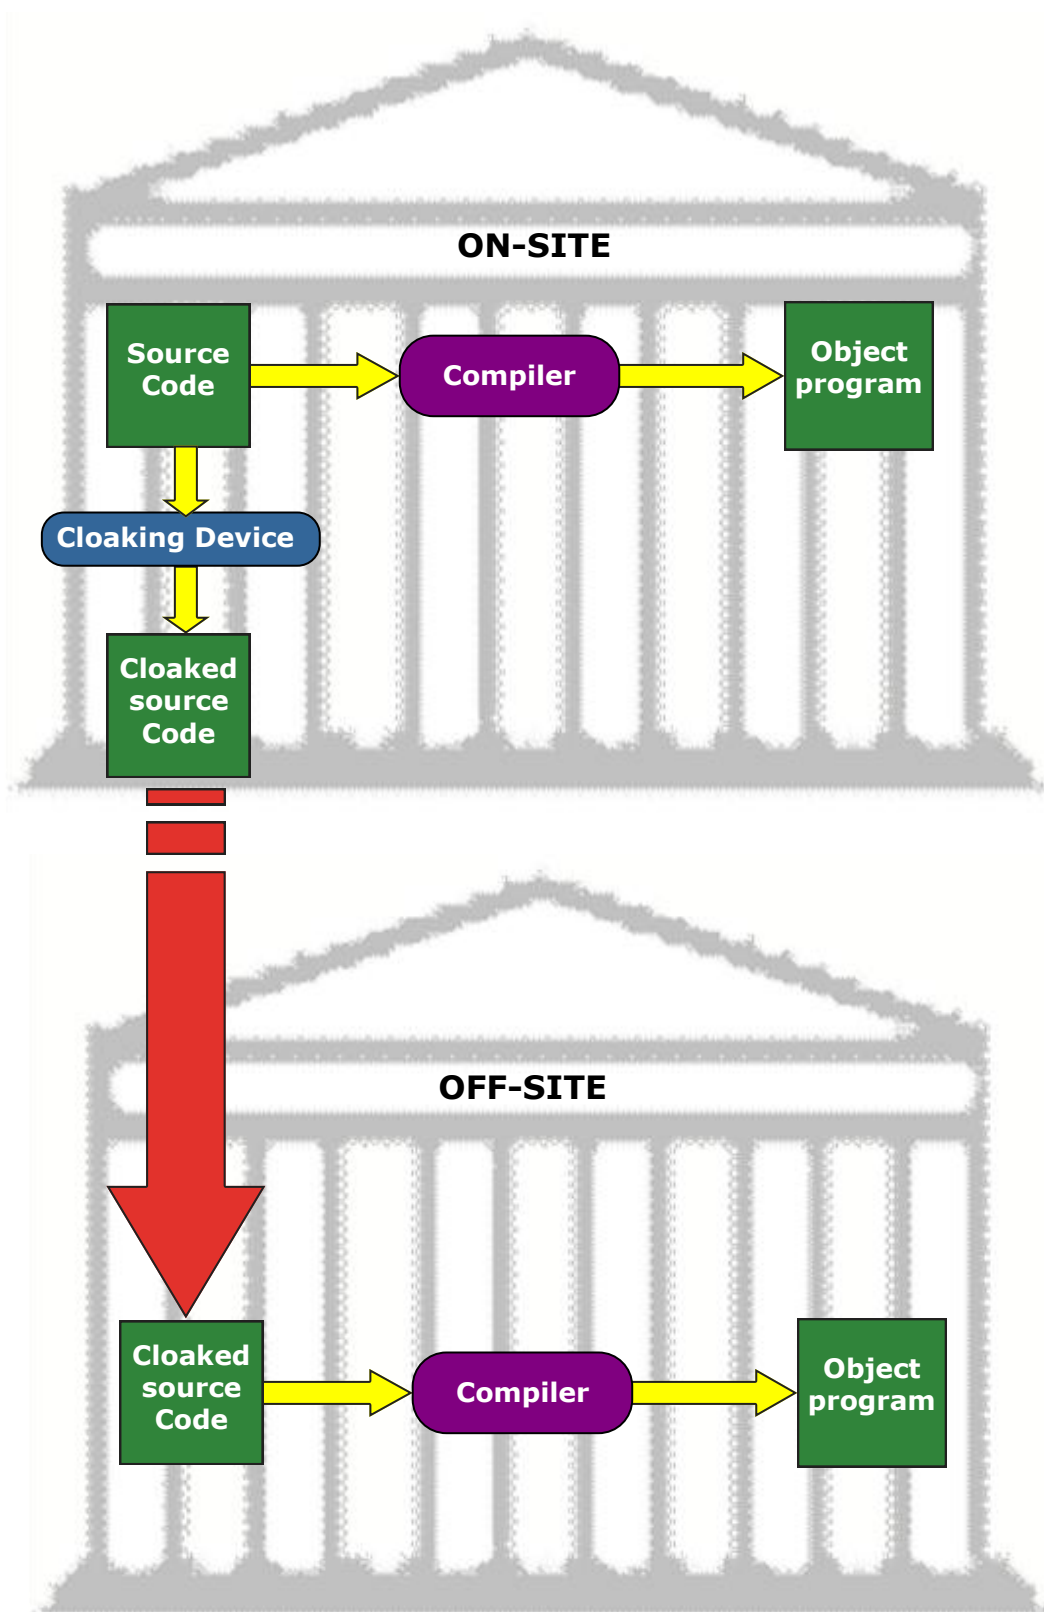 ON-SITE
Source
Code
Compiler
Object
program
Cloaking Device
Cloaked
source
Code
OFF-SITE
Cloaked
source
Code
Compiler
Object
program